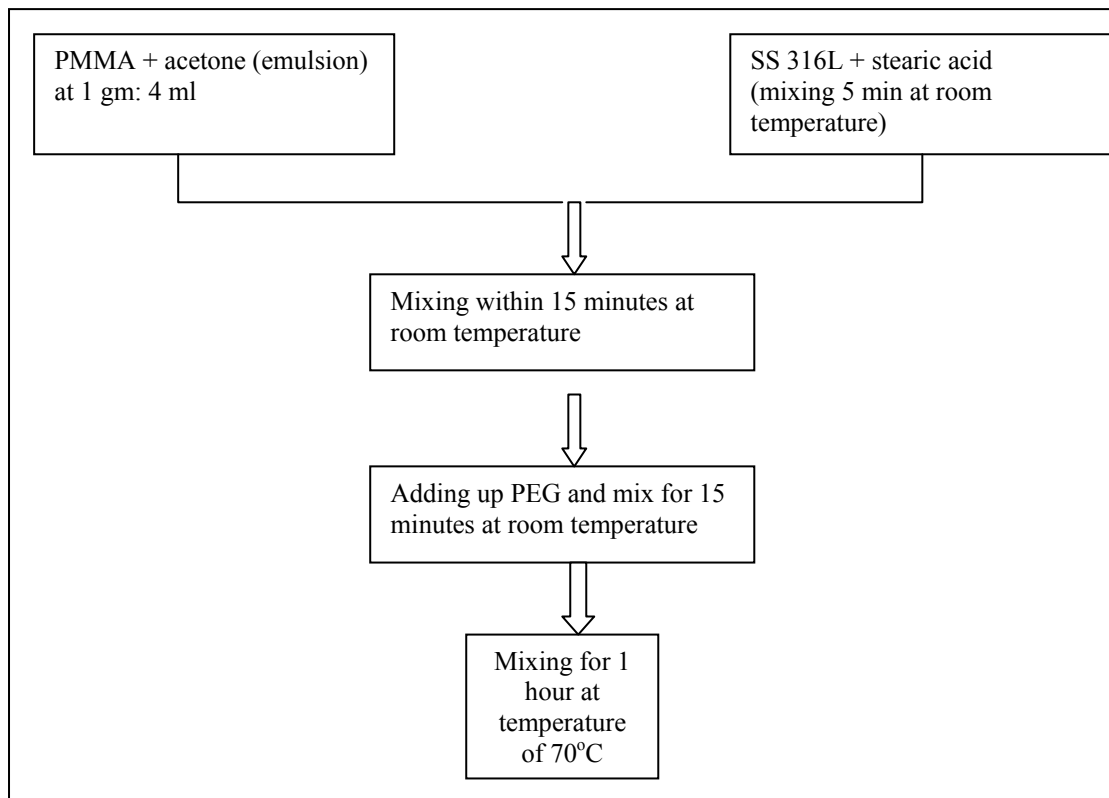 PMMA + acetone (emulsion)
at 1 gm: 4 ml
SS 316L + stearic acid
(mixing 5 min at room
temperature)
Mixing within 15 minutes at
room temperature
Adding up PEG and mix for 15
minutes at room temperature
Mixing for 1
hour at
temperature
of 70°C